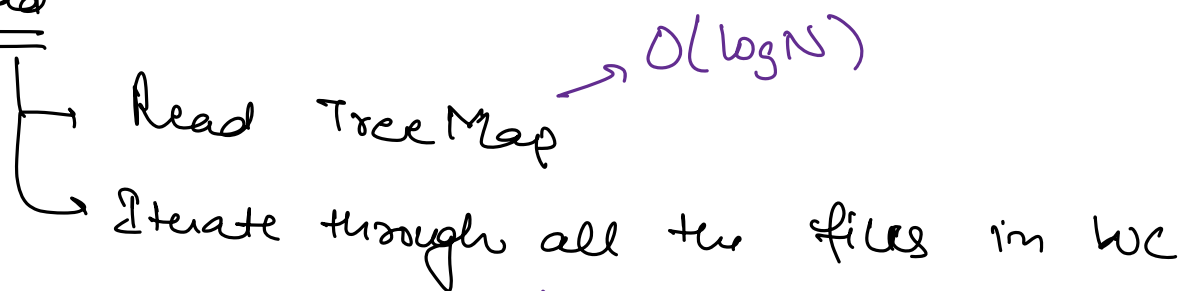 O(logN)
Read TreeMap
Iterate through all the files in WC